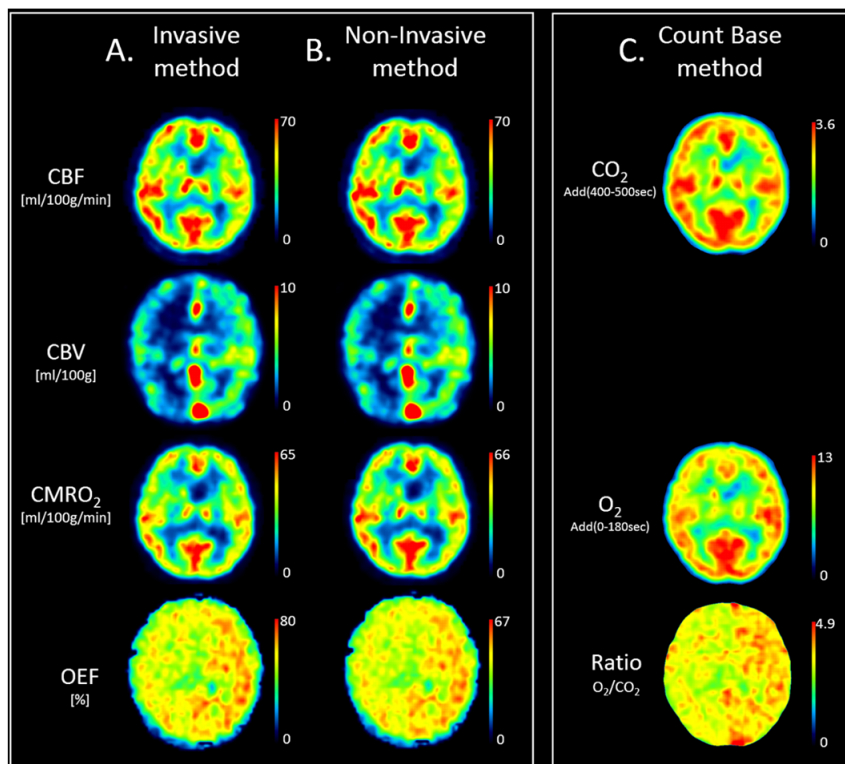 A.
Invasive
method
B.
Non-Invasive
method
C.
Count Base
method
CBF
[ml/100g/min]
70
0
70
0
CO₂
Add(400-500sec)
3.6
0
CBV
[ml/100g]
10
0
10
0
CMRO₂
[ml/100g/min]
65
0
66
0
O₂
Add(0-180sec)
13
0
OEF
[%]
80
0
67
0
Ratio
O₂/CO₂
4.9
0